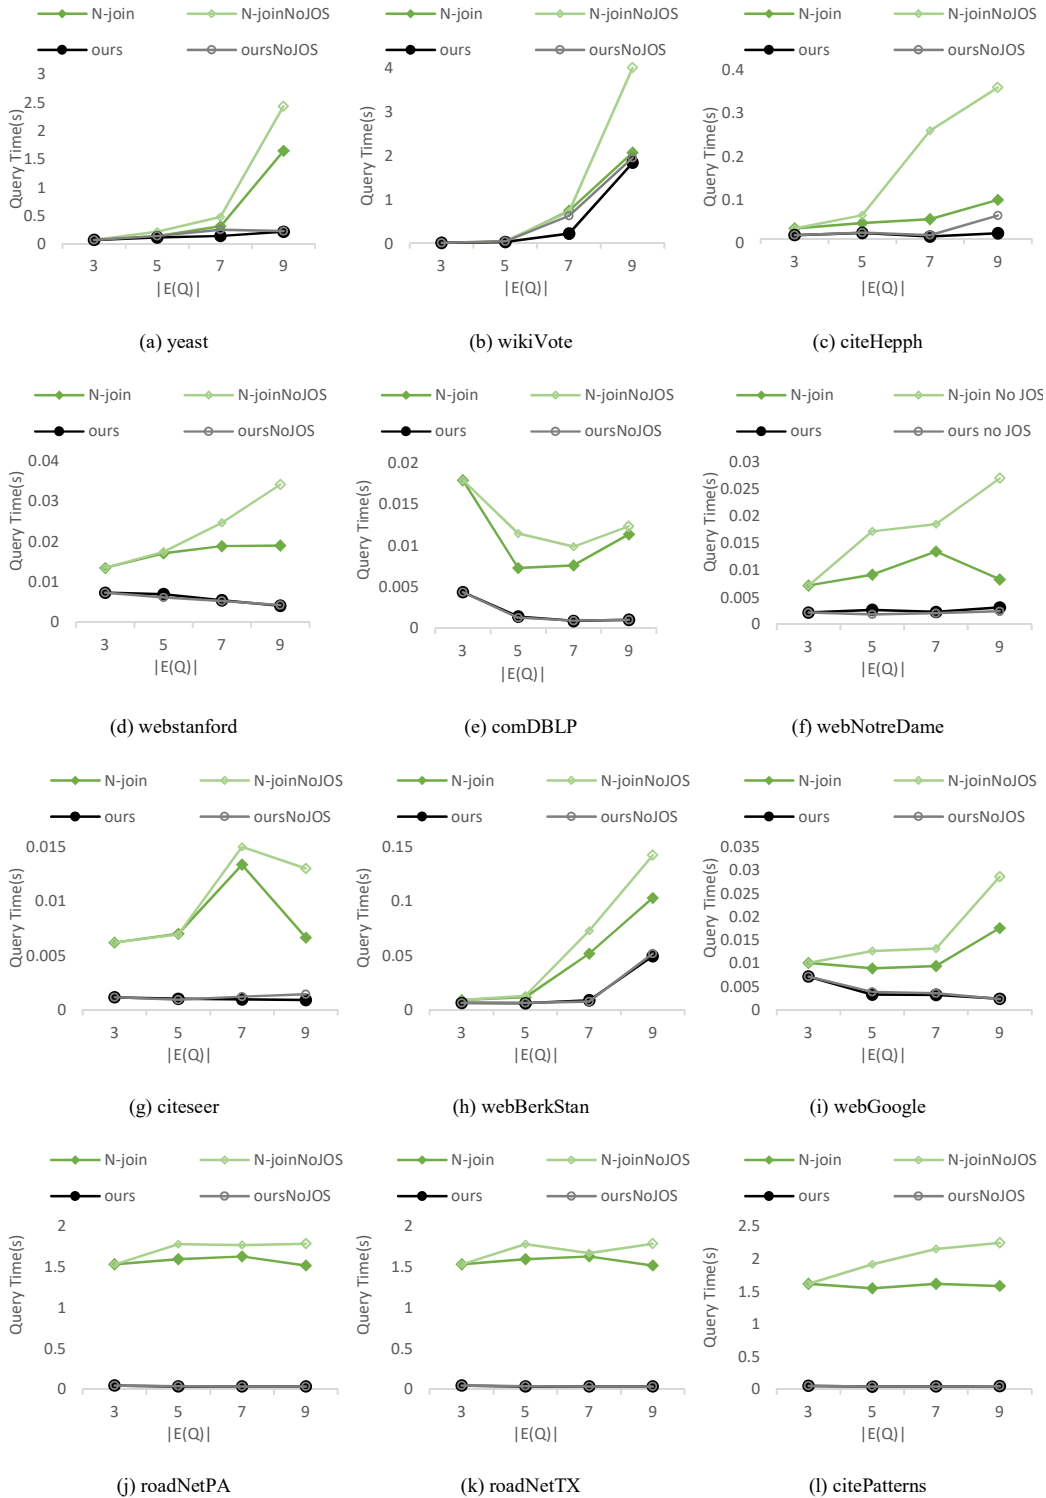 N-join N-joinNoJOS
ours oursNoJOS
Query Time(s)
3
2.5
2
1.5
1
0.5
0
3 5 7 9
|E(Q)|
(a) yeast
ours oursNoJOS
Query Time(s)
4
3
2
1
0
3 5 7 9
|E(Q)|
(b) wikiVote
N-join N-joinNoJOS
ours oursNoJOS
Query Time(s)
0.4
0.3
0.2
0.1
0
3 5 7 9
|E(Q)|
(c) citeHepph
N-join N-joinNoJOS
ours oursNoJOS
Query Time(s)
0.04
0.03
0.02
0.01
0
3 5 7 9
|E(Q)|
(d) webstanford
N-join N-joinNoJOS
ours oursNoJOS
Query Time(s)
0.02
0.015
0.01
0.005
0
3 5 7 9
|E(Q)|
(e) comDBLP
N-join N-join No JOS
ours ours no JOS
Query Time(s)
0.03
0.025
0.02
0.015
0.01
0.005
0
3 5 7 9
|E(Q)|
(f) webNotreDame
N-join N-joinNoJOS
ours oursNoJOS
Query Time(s)
0.015
0.01
0.005
0
3 5 7 9
|E(Q)|
(g) citeseer
N-join N-joinNoJOS
ours oursNoJOS
Query Time(s)
0.15
0.1
0.05
0
3 5 7 9
|E(Q)|
(h) webBerkStan
N-join N-joinNoJOS
ours oursNoJOS
Query Time(s)
0.035
0.03
0.025
0.02
0.015
0.01
0.005
0
3 5 7 9
|E(Q)|
(i) webGoogle
N-join N-joinNoJOS
ours oursNoJOS
Query Time(s)
2
1.5
1
0.5
0
3 5 7 9
|E(Q)|
(j) roadNetPA
N-join N-joinNoJOS
ours oursNoJOS
Query Time(s)
2
1.5
1
0.5
0
3 5 7 9
|E(Q)|
(k) roadNetTX
N-join N-joinNoJOS
ours oursNoJOS
Query Time(s)
2.5
2
1.5
1
0.5
0
3 5 7 9
|E(Q)|
(l) citePatterns